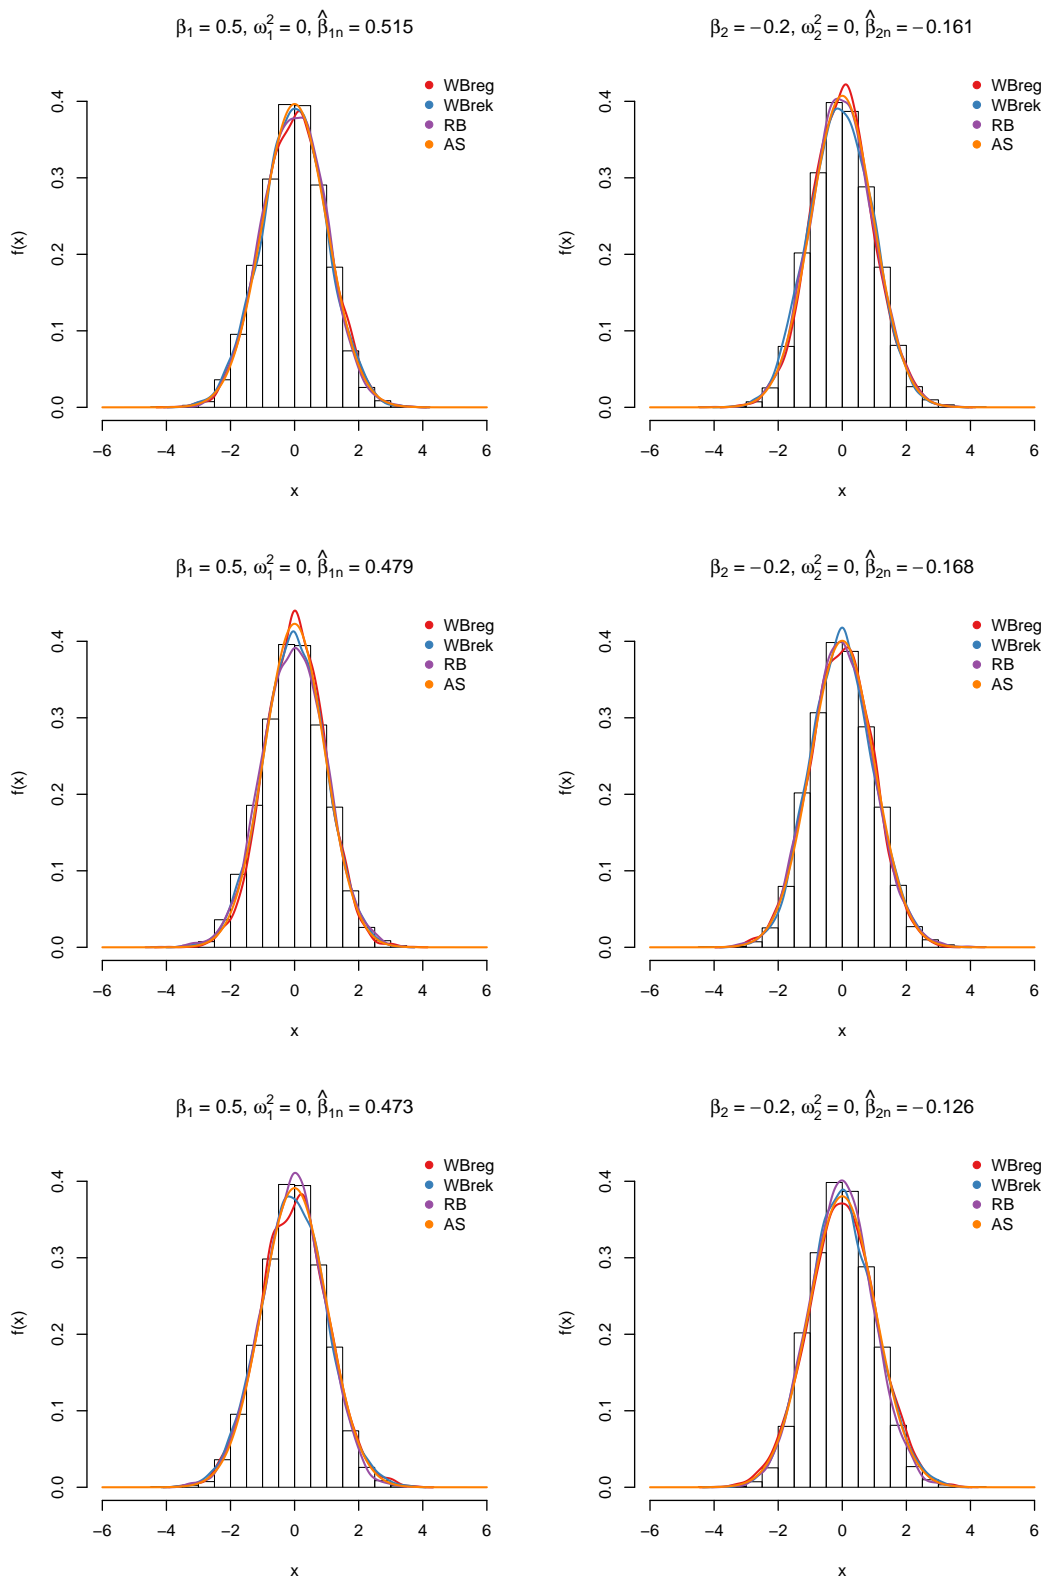 β₁ = 0.5, ω₁² = 0, β̂₁ₙ = 0.515
WBreg
WBrek
RB
AS
f(x)
0.4
0.3
0.2
0.1
0.0
−6 −4 −2 0 2 4 6
x
β₂ = −0.2, ω₂² = 0, β̂₂ₙ = −0.161
WBreg
WBrek
RB
AS
f(x)
0.4
0.3
0.2
0.1
0.0
−6 −4 −2 0 2 4 6
x
β₁ = 0.5, ω₁² = 0, β̂₁ₙ = 0.479
WBreg
WBrek
RB
AS
f(x)
0.4
0.3
0.2
0.1
0.0
−6 −4 −2 0 2 4 6
x
β₂ = −0.2, ω₂² = 0, β̂₂ₙ = −0.168
WBreg
WBrek
RB
AS
f(x)
0.4
0.3
0.2
0.1
0.0
−6 −4 −2 0 2 4 6
x
β₁ = 0.5, ω₁² = 0, β̂₁ₙ = 0.473
WBreg
WBrek
RB
AS
f(x)
0.4
0.3
0.2
0.1
0.0
−6 −4 −2 0 2 4 6
x
β₂ = −0.2, ω₂² = 0, β̂₂ₙ = −0.126
WBreg
WBrek
RB
AS
f(x)
0.4
0.3
0.2
0.1
0.0
−6 −4 −2 0 2 4 6
x